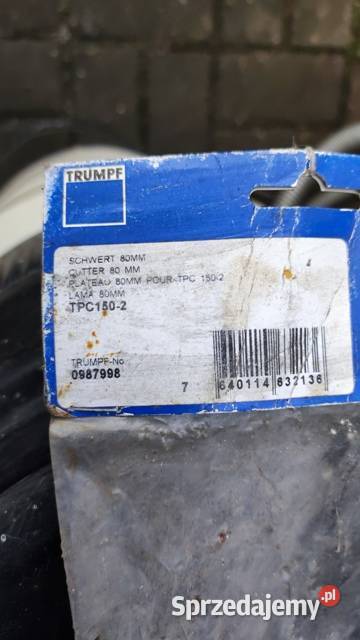 TRUMPF
SCHWERT 80MM
CUTTER 80 MM
PLATEAU 80MM POUR TPC 150-2
LAMA 80MM
TPC150-2
TRUMPF-No
0987998
7 640114 632136
Sprzedajemy.pl